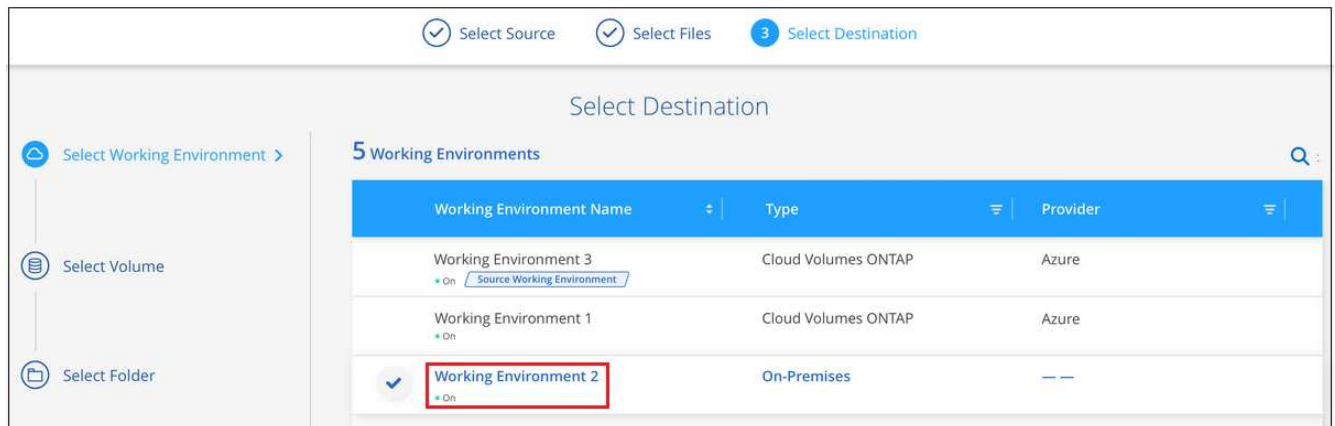 Select Source Select Files 3 Select Destination
Select Destination
Select Working Environment
5 Working Environments
Working Environment Name Type Provider
Working Environment 3 Cloud Volumes ONTAP Azure
On Source Working Environment
Select Volume
Working Environment 1 Cloud Volumes ONTAP Azure
On
Select Folder
Working Environment 2 On-Premises — —
On